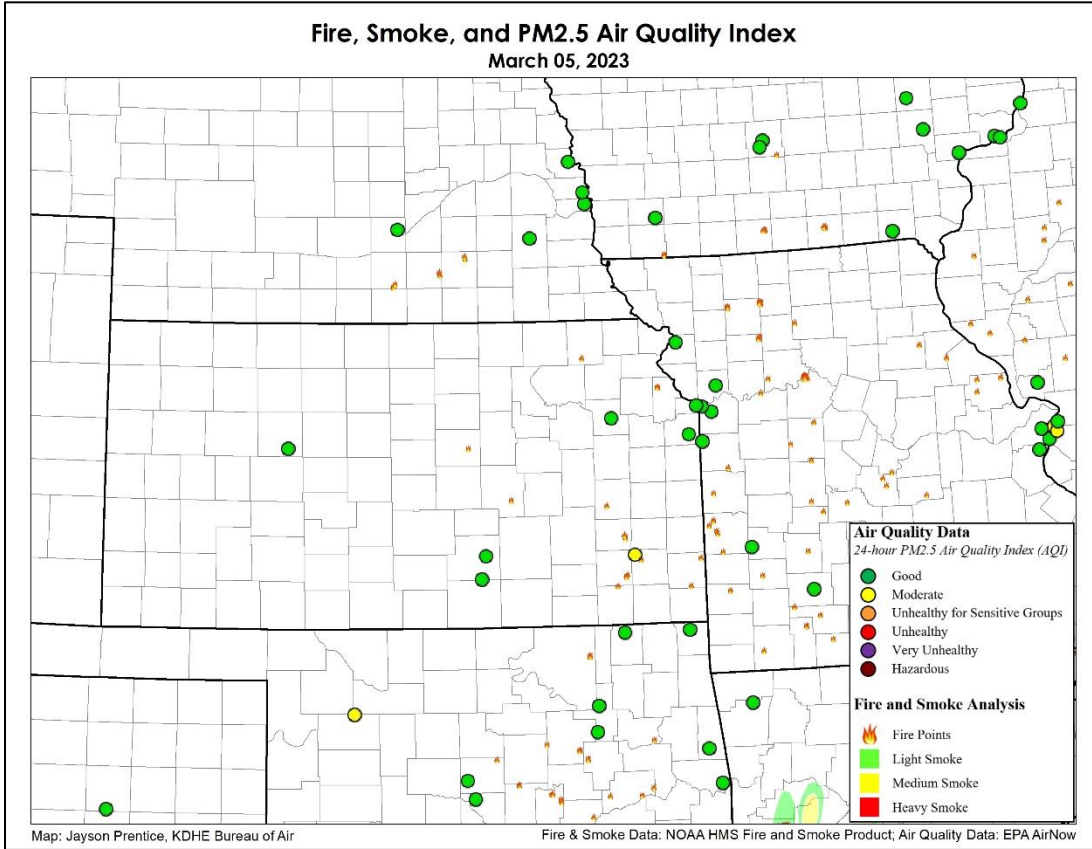 Fire, Smoke, and PM2.5 Air Quality Index
March 05, 2023
Air Quality Data
24-hour PM2.5 Air Quality Index (AQI)
Good
Moderate
Unhealthy for Sensitive Groups
Unhealthy
Very Unhealthy
Hazardous
Fire and Smoke Analysis
Fire Points
Light Smoke
Medium Smoke
Heavy Smoke
Map: Jayson Prentice, KDHE Bureau of Air
Fire & Smoke Data: NOAA HMS Fire and Smoke Product; Air Quality Data: EPA AirNow